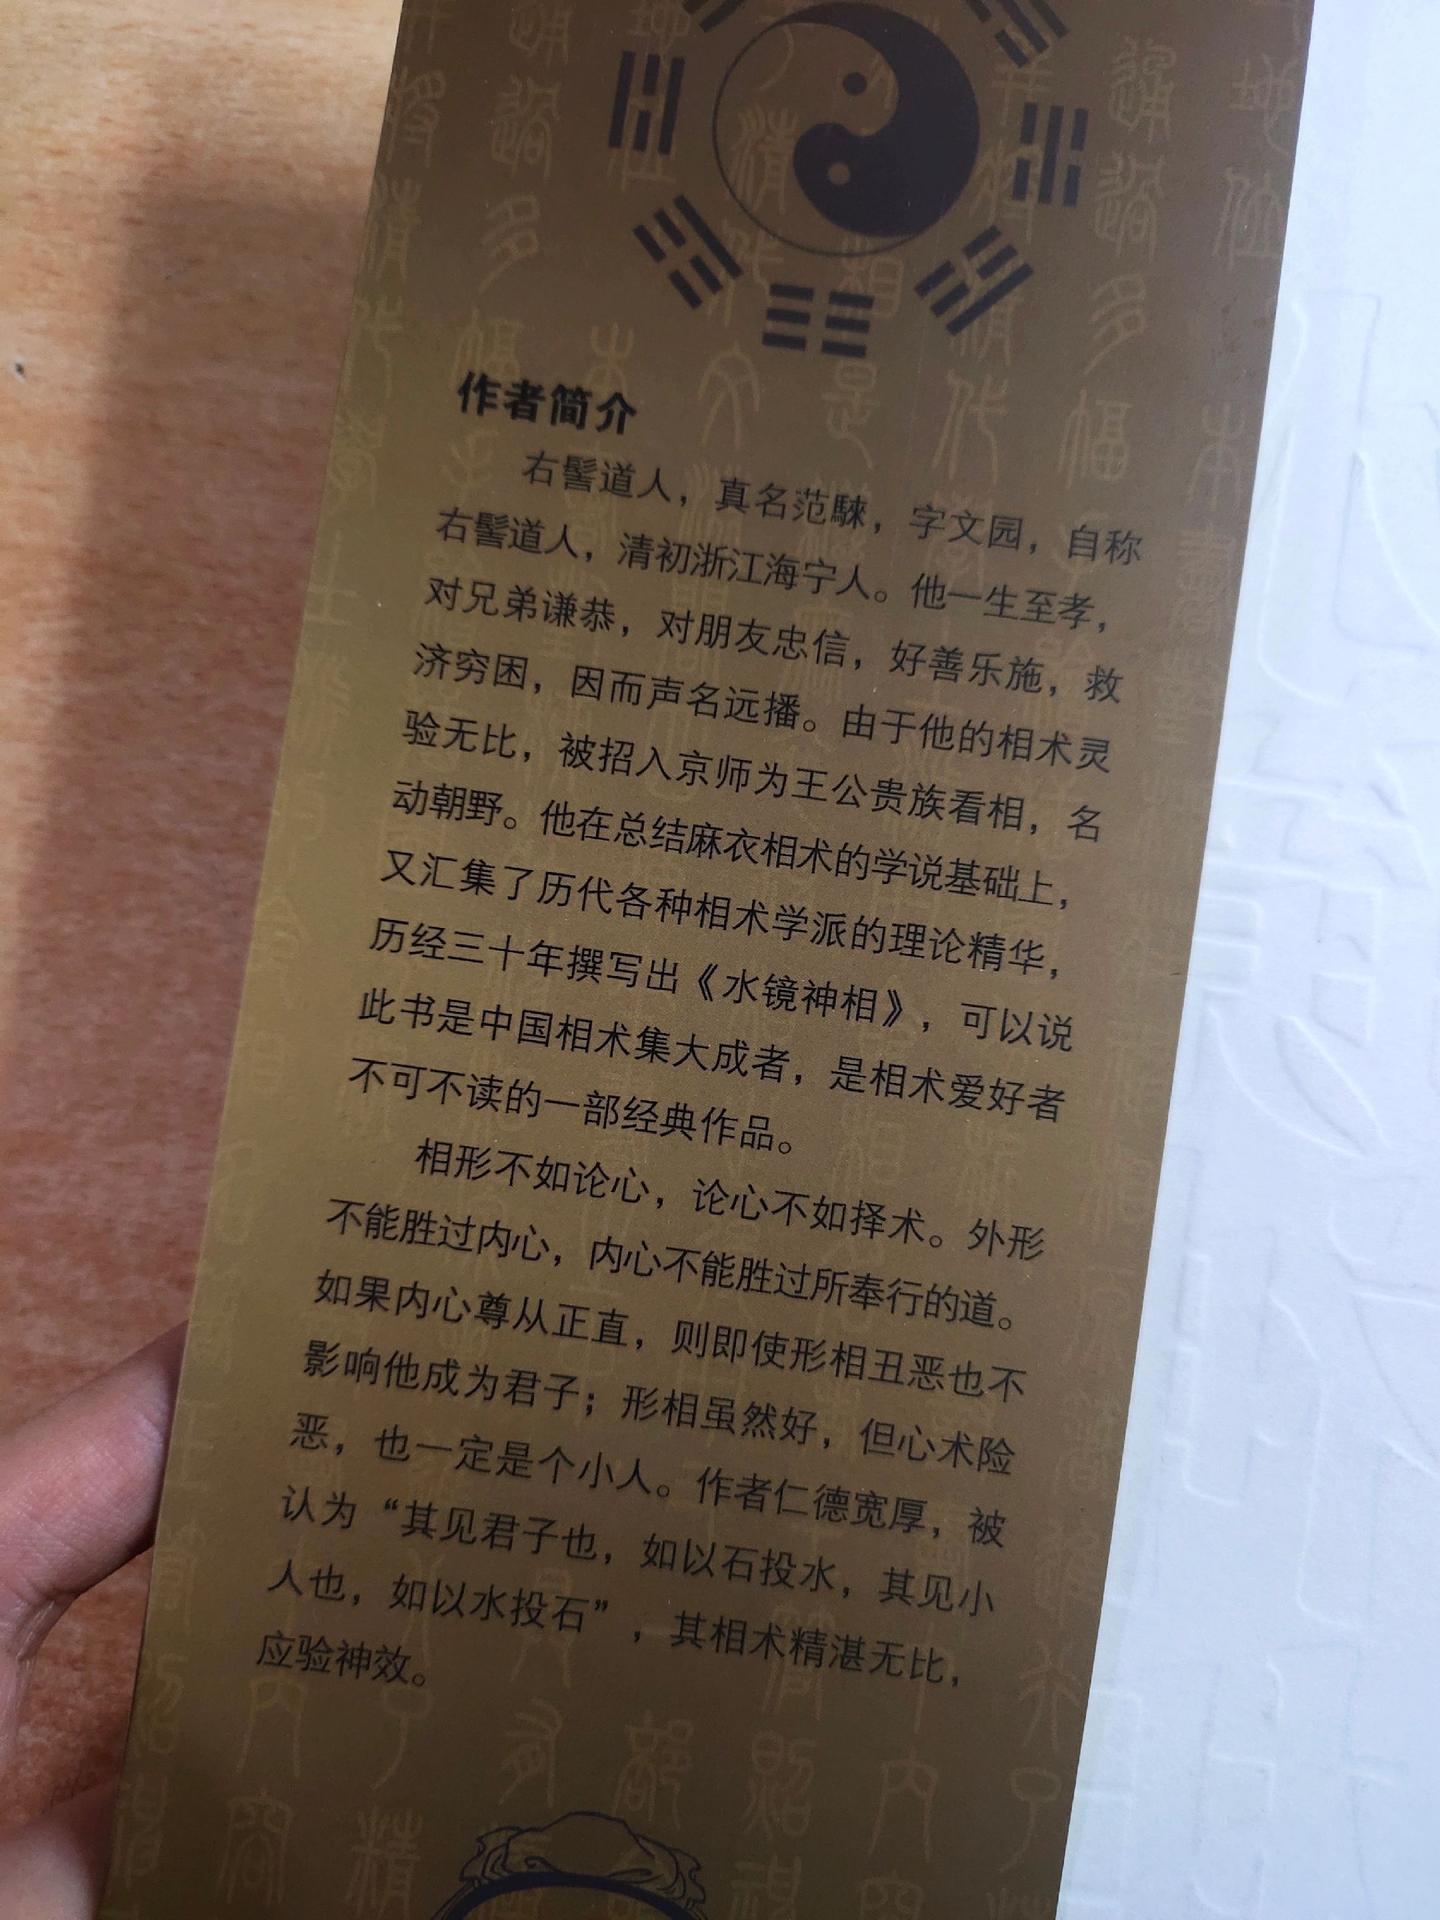 作者简介
右髻道人，真名范騋，字文园，自称
右髻道人，清初浙江海宁人。他一生至孝，
对兄弟谦恭，对朋友忠信，好善乐施，救
济穷困，因而声名远播。由于他的相术灵
验无比，被招入京师为王公贵族看相，名
动朝野。他在总结麻衣相术的学说基础上，
又汇集了历代各种相术学派的理论精华，
历经三十年撰写出《水镜神相》，可以说
此书是中国相术集大成者，是相术爱好者
不可不读的一部经典作品。
相形不如论心，论心不如择术。外形
不能胜过内心，内心不能胜过所奉行的道。
如果内心尊从正直，则即使形相丑恶也不
影响他成为君子；形相虽然好，但心术险
恶，也一定是个小人。作者仁德宽厚，被
认为“其见君子也，如以石投水，其见小
人也，如以水投石”，其相术精湛无比，
应验神效。